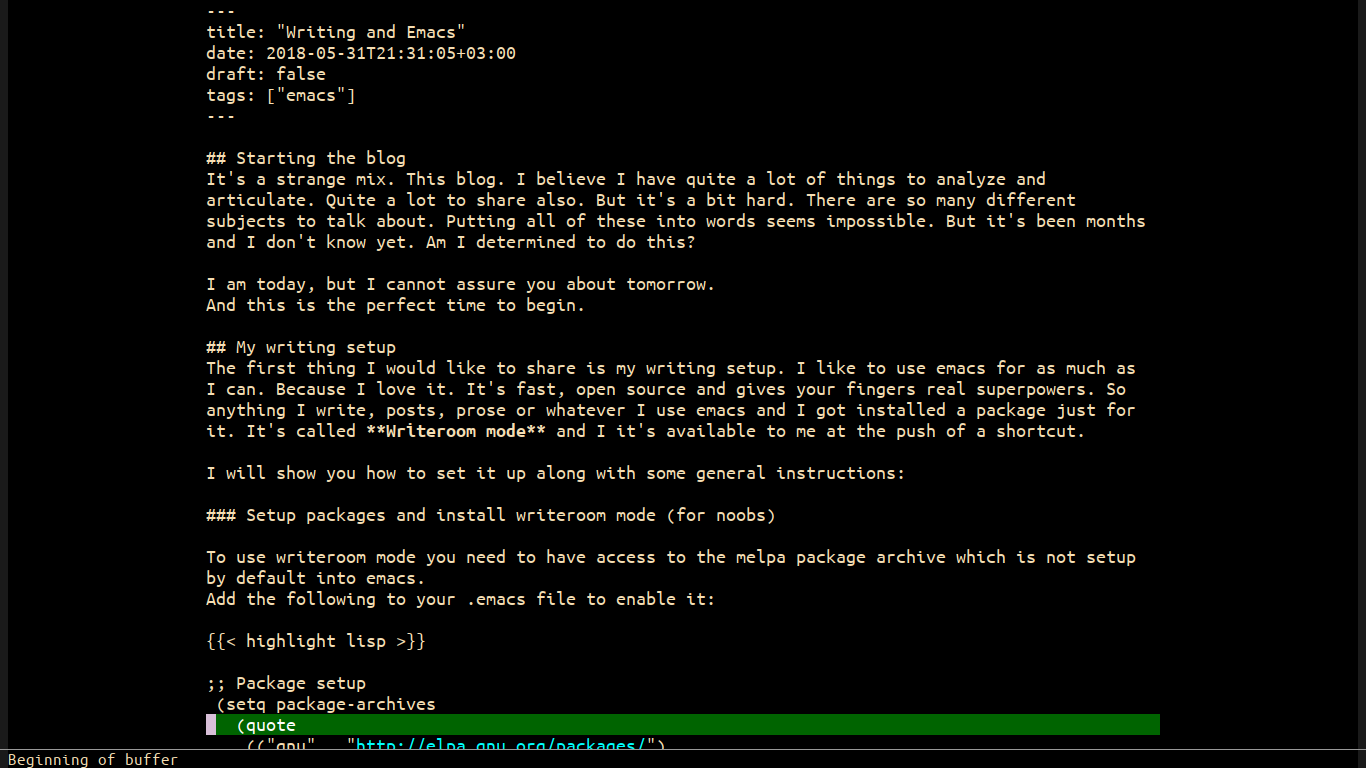 ---
title: "Writing and Emacs"
date: 2018-05-31T21:31:05+03:00
draft: false
tags: ["emacs"]
---
## Starting the blog
It's a strange mix. This blog. I believe I have quite a lot of things to analyze and
articulate. Quite a lot to share also. But it's a bit hard. There are so many different
subjects to talk about. Putting all of these into words seems impossible. But it's been months
and I don't know yet. Am I determined to do this?
I am today, but I cannot assure you about tomorrow.
And this is the perfect time to begin.
## My writing setup
The first thing I would like to share is my writing setup. I like to use emacs for as much as
I can. Because I love it. It's fast, open source and gives your fingers real superpowers. So
anything I write, posts, prose or whatever I use emacs and I got installed a package just for
it. It's called **Writeroom mode** and I it's available to me at the push of a shortcut.
I will show you how to set it up along with some general instructions:
### Setup packages and install writeroom mode (for noobs)
To use writeroom mode you need to have access to the melpa package archive which is not setup
by default into emacs.
Add the following to your .emacs file to enable it:
{{< highlight lisp >}}
;; Package setup
(setq package-archives
(quote
(("gnu" . "http://elpa.gnu.org/packages/")
Beginning of buffer